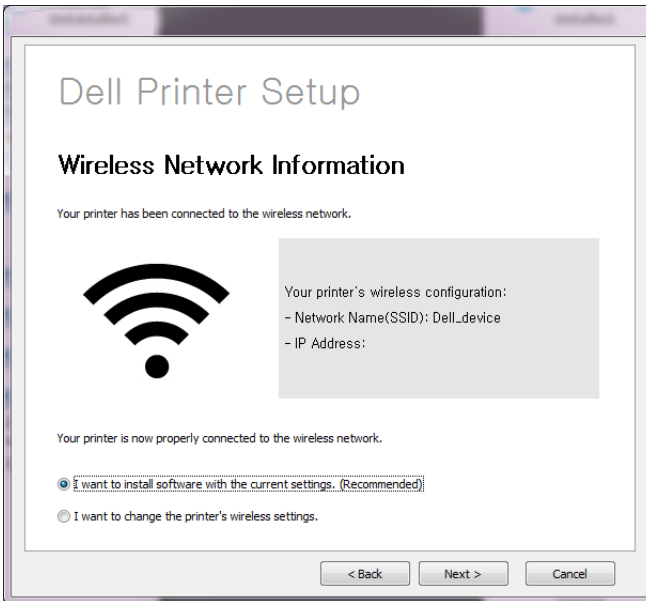 Installed.
Installed.
Dell Printer Setup
Wireless Network Information
Your printer has been connected to the wireless network.
Your printer's wireless configuration:
- Network Name(SSID): Dell_device
- IP Address:
Your printer is now properly connected to the wireless network.
I want to install software with the current settings. (Recommended)
I want to change the printer's wireless settings.
< Back Next > Cancel